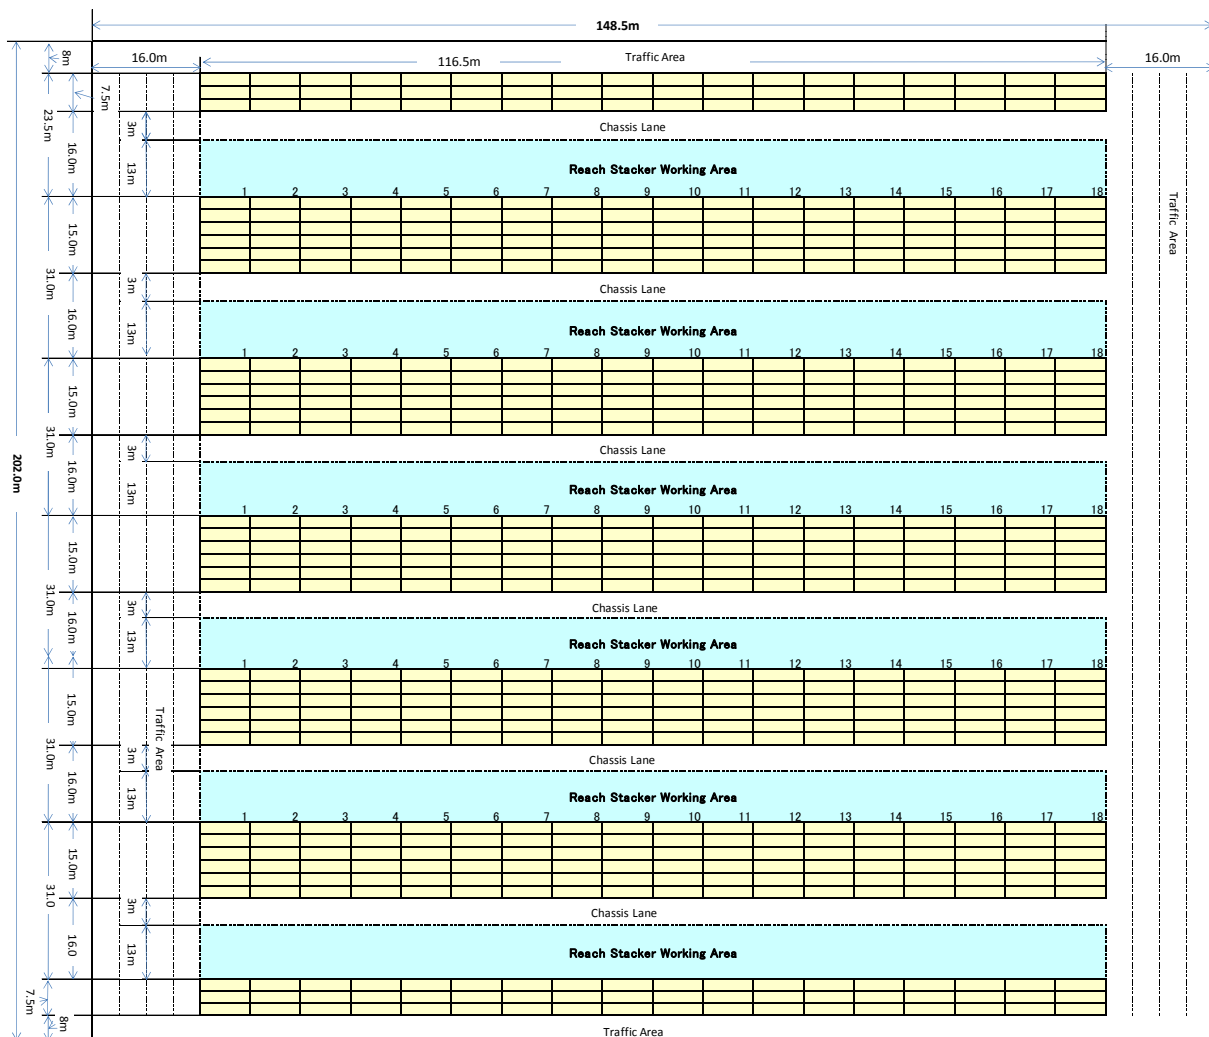 148.5m
8m
16.0m
116.5m
Traffic Area
16.0m
7.5m
23.5m
3m
Chassis Lane
16.0m
13m
Reach Stacker Working Area
1 2 3 4 5 6 7 8 9 10 11 12 13 14 15 16 17 18
Traffic Area
15.0m
31.0m
3m
Chassis Lane
16.0m
13m
Reach Stacker Working Area
1 2 3 4 5 6 7 8 9 10 11 12 13 14 15 16 17 18
15.0m
31.0m
3m
Chassis Lane
202.0m
16.0m
13m
Reach Stacker Working Area
1 2 3 4 5 6 7 8 9 10 11 12 13 14 15 16 17 18
15.0m
31.0m
3m
Chassis Lane
16.0m
13m
Reach Stacker Working Area
1 2 3 4 5 6 7 8 9 10 11 12 13 14 15 16 17 18
15.0m
Traffic Area
31.0m
3m
Chassis Lane
16.0m
13m
Reach Stacker Working Area
1 2 3 4 5 6 7 8 9 10 11 12 13 14 15 16 17 18
15.0m
31.0
3m
Chassis Lane
16.0
13m
Reach Stacker Working Area
7.5m
8m
Traffic Area